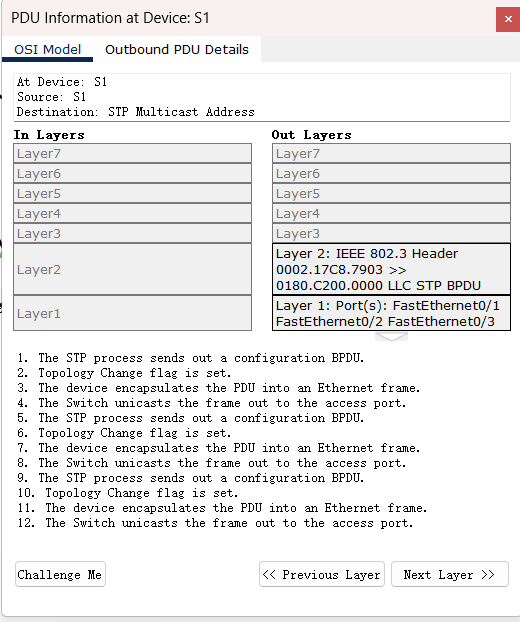 PDU Information at Device: S1
×
OSI Model Outbound PDU Details
At Device: S1
Source: S1
Destination: STP Multicast Address
In Layers
Layer7
Layer6
Layer5
Layer4
Layer3
Layer2
Layer1
Out Layers
Layer7
Layer6
Layer5
Layer4
Layer3
Layer 2: IEEE 802.3 Header
0002.17C8.7903 >>
0180.C200.0000 LLC STP BPDU
Layer 1: Port(s): FastEthernet0/1
FastEthernet0/2 FastEthernet0/3
1. The STP process sends out a configuration BPDU.
2. Topology Change flag is set.
3. The device encapsulates the PDU into an Ethernet frame.
4. The Switch unicasts the frame out to the access port.
5. The STP process sends out a configuration BPDU.
6. Topology Change flag is set.
7. The device encapsulates the PDU into an Ethernet frame.
8. The Switch unicasts the frame out to the access port.
9. The STP process sends out a configuration BPDU.
10. Topology Change flag is set.
11. The device encapsulates the PDU into an Ethernet frame.
12. The Switch unicasts the frame out to the access port.
Challenge Me
<< Previous Layer
Next Layer >>